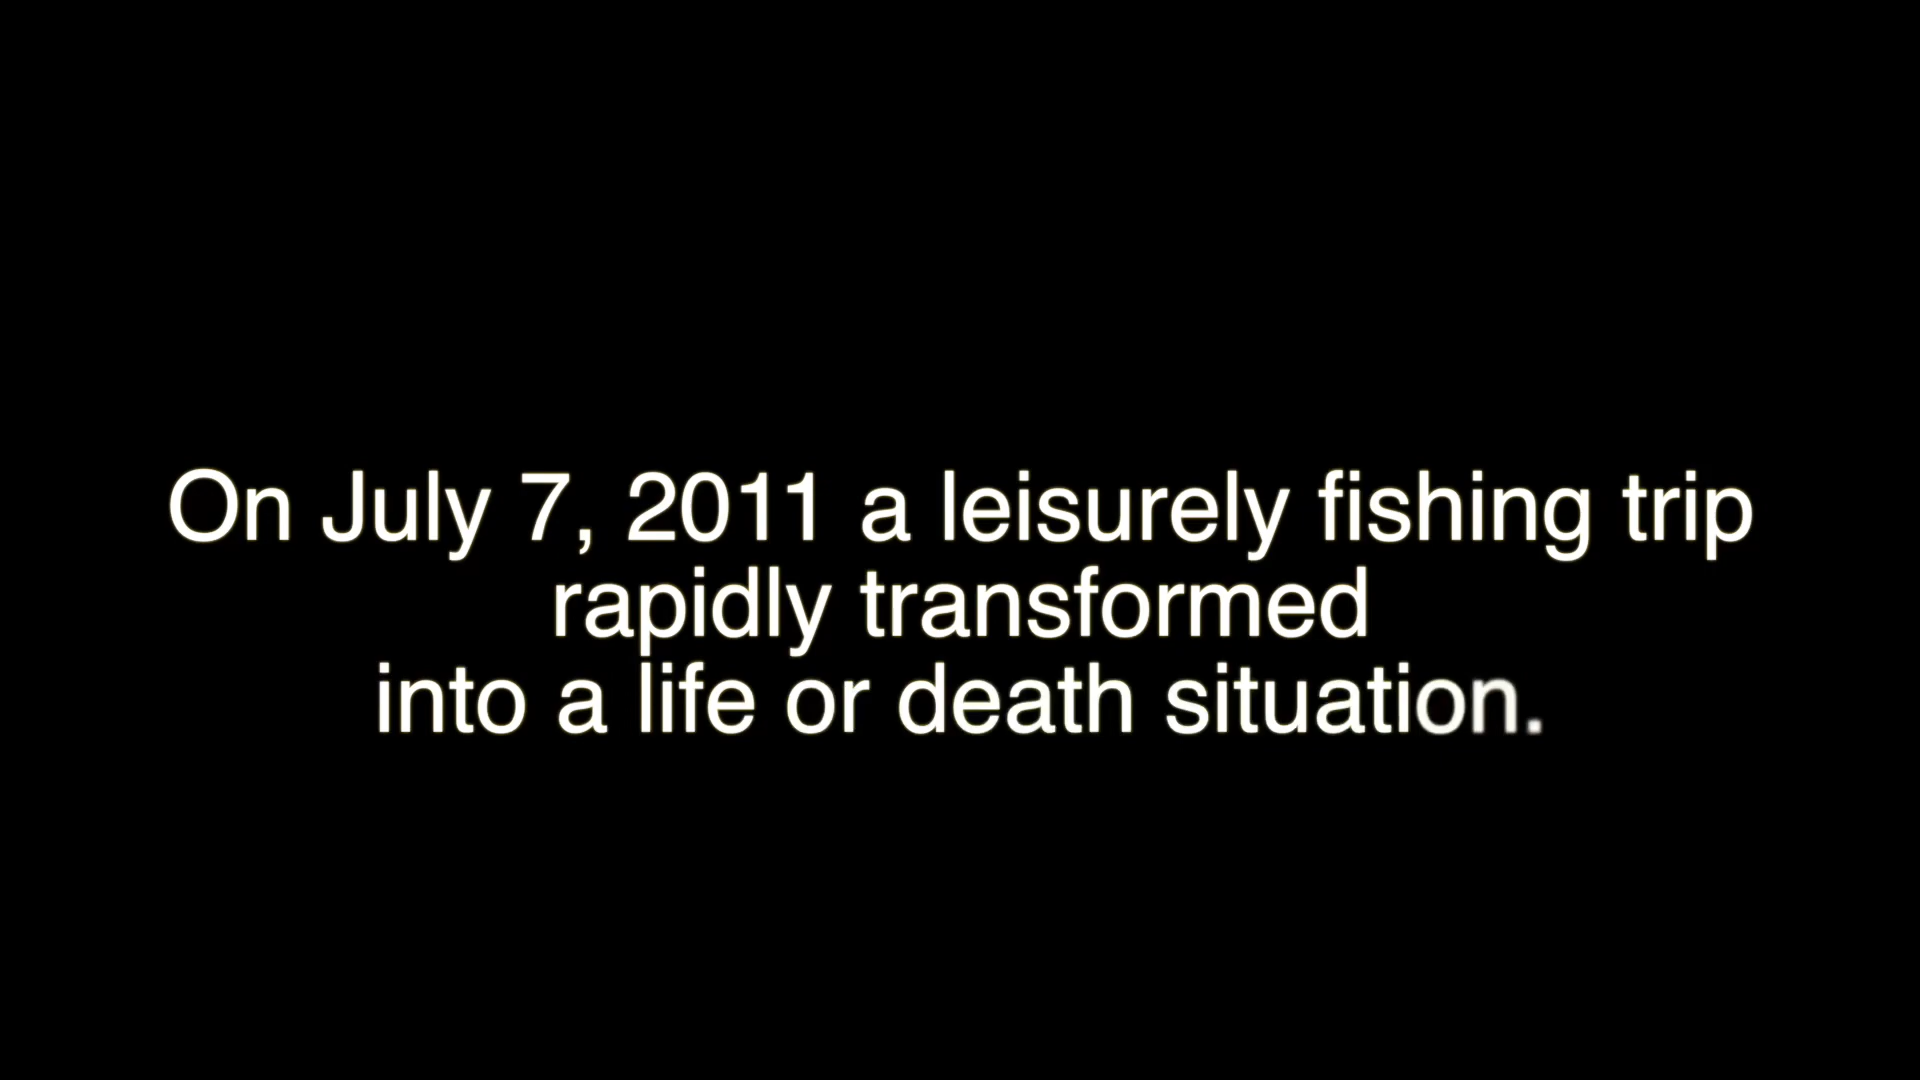 On July 7, 2011 a leisurely fishing trip
rapidly transformed
into a life or death situation.